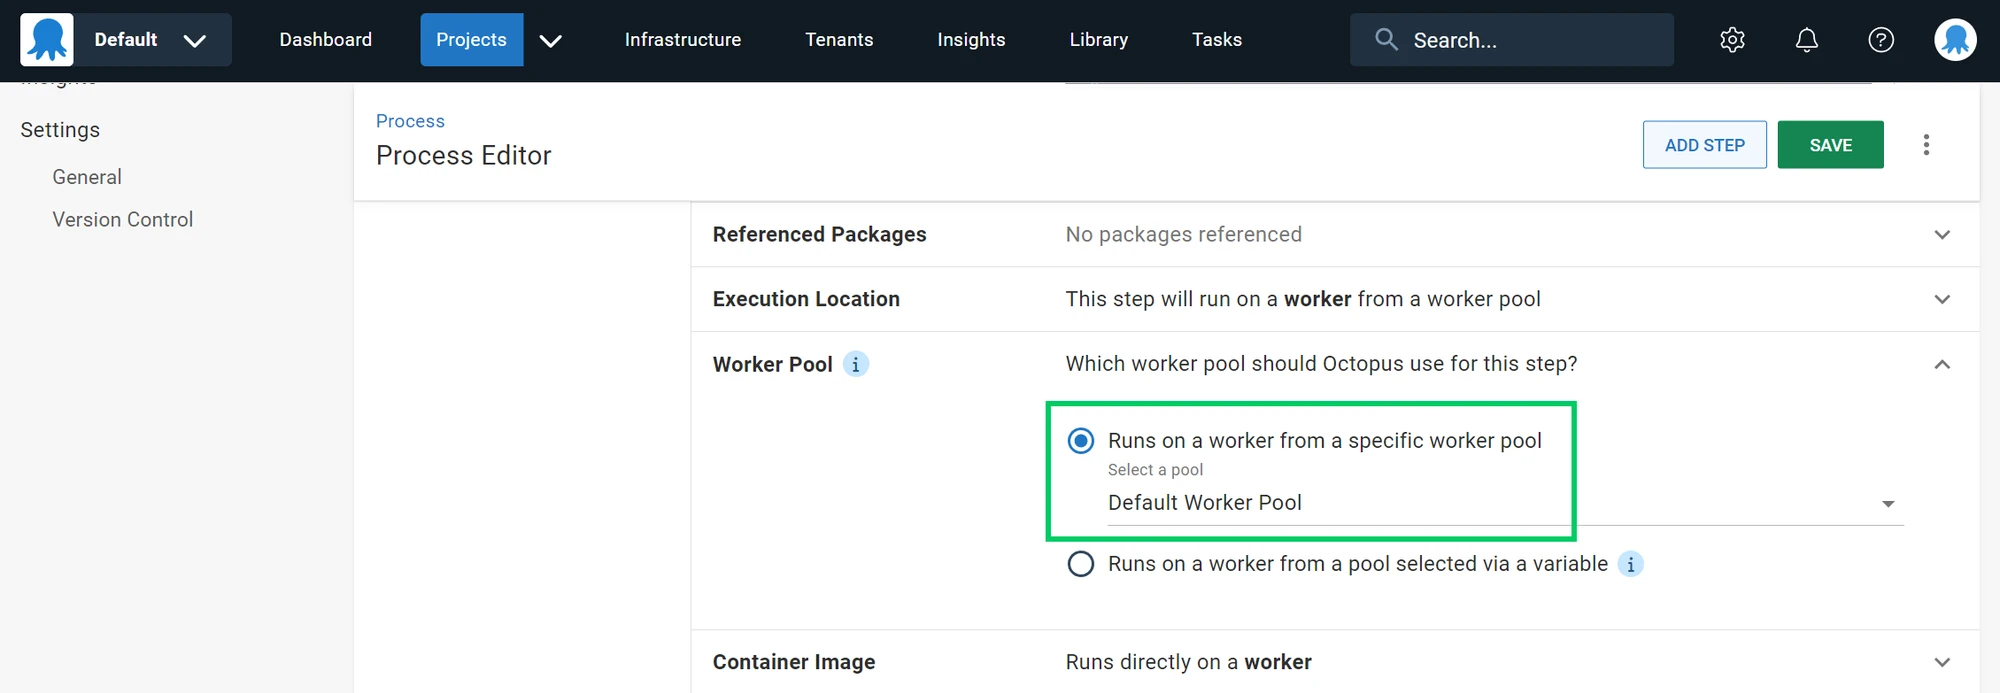 Default
Dashboard
Projects
Infrastructure
Tenants
Insights
Library
Tasks
Search...
Settings
General
Version Control
Process
Process Editor
ADD STEP
SAVE
Referenced Packages
No packages referenced
Execution Location
This step will run on a worker from a worker pool
Worker Pool
Which worker pool should Octopus use for this step?
Runs on a worker from a specific worker pool
Select a pool
Default Worker Pool
Runs on a worker from a pool selected via a variable
Container Image
Runs directly on a worker